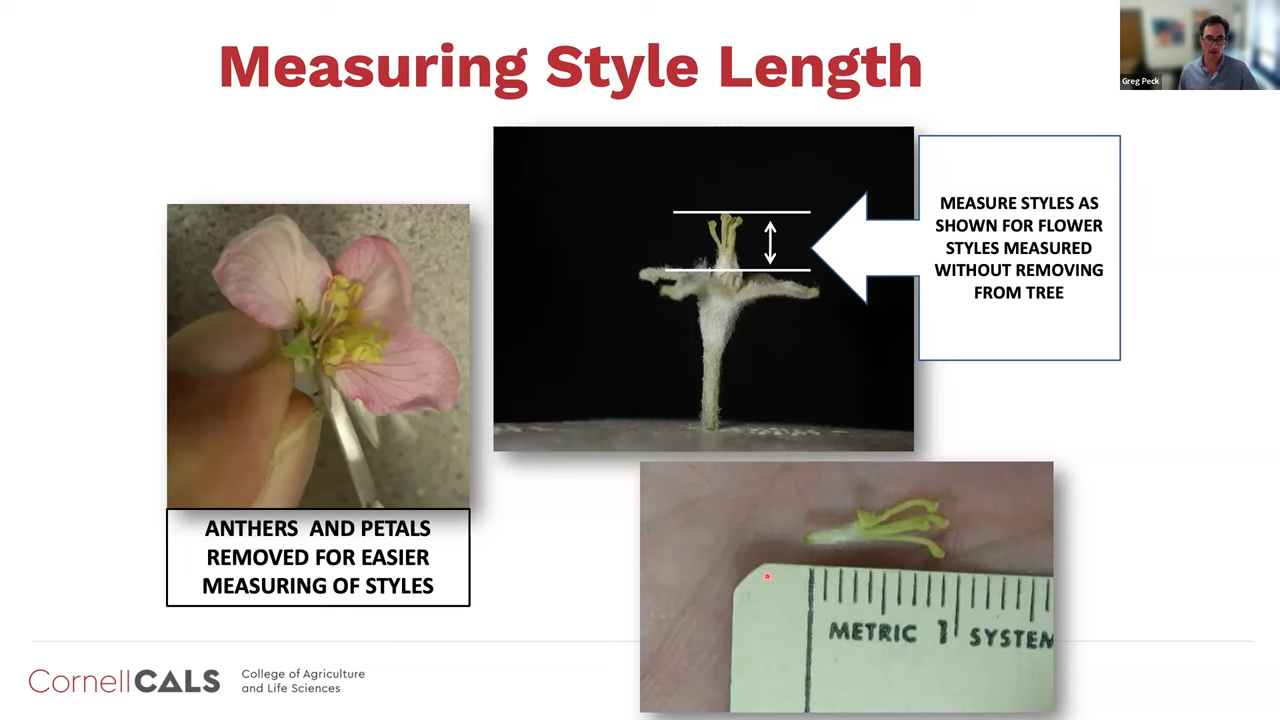 Measuring Style Length
Greg Peck
MEASURE STYLES AS
SHOWN FOR FLOWER
STYLES MEASURED
WITHOUT REMOVING
FROM TREE
ANTHERS AND PETALS
REMOVED FOR EASIER
MEASURING OF STYLES
METRIC 1 SYSTEM
CornellCALS
College of Agriculture
and Life Sciences